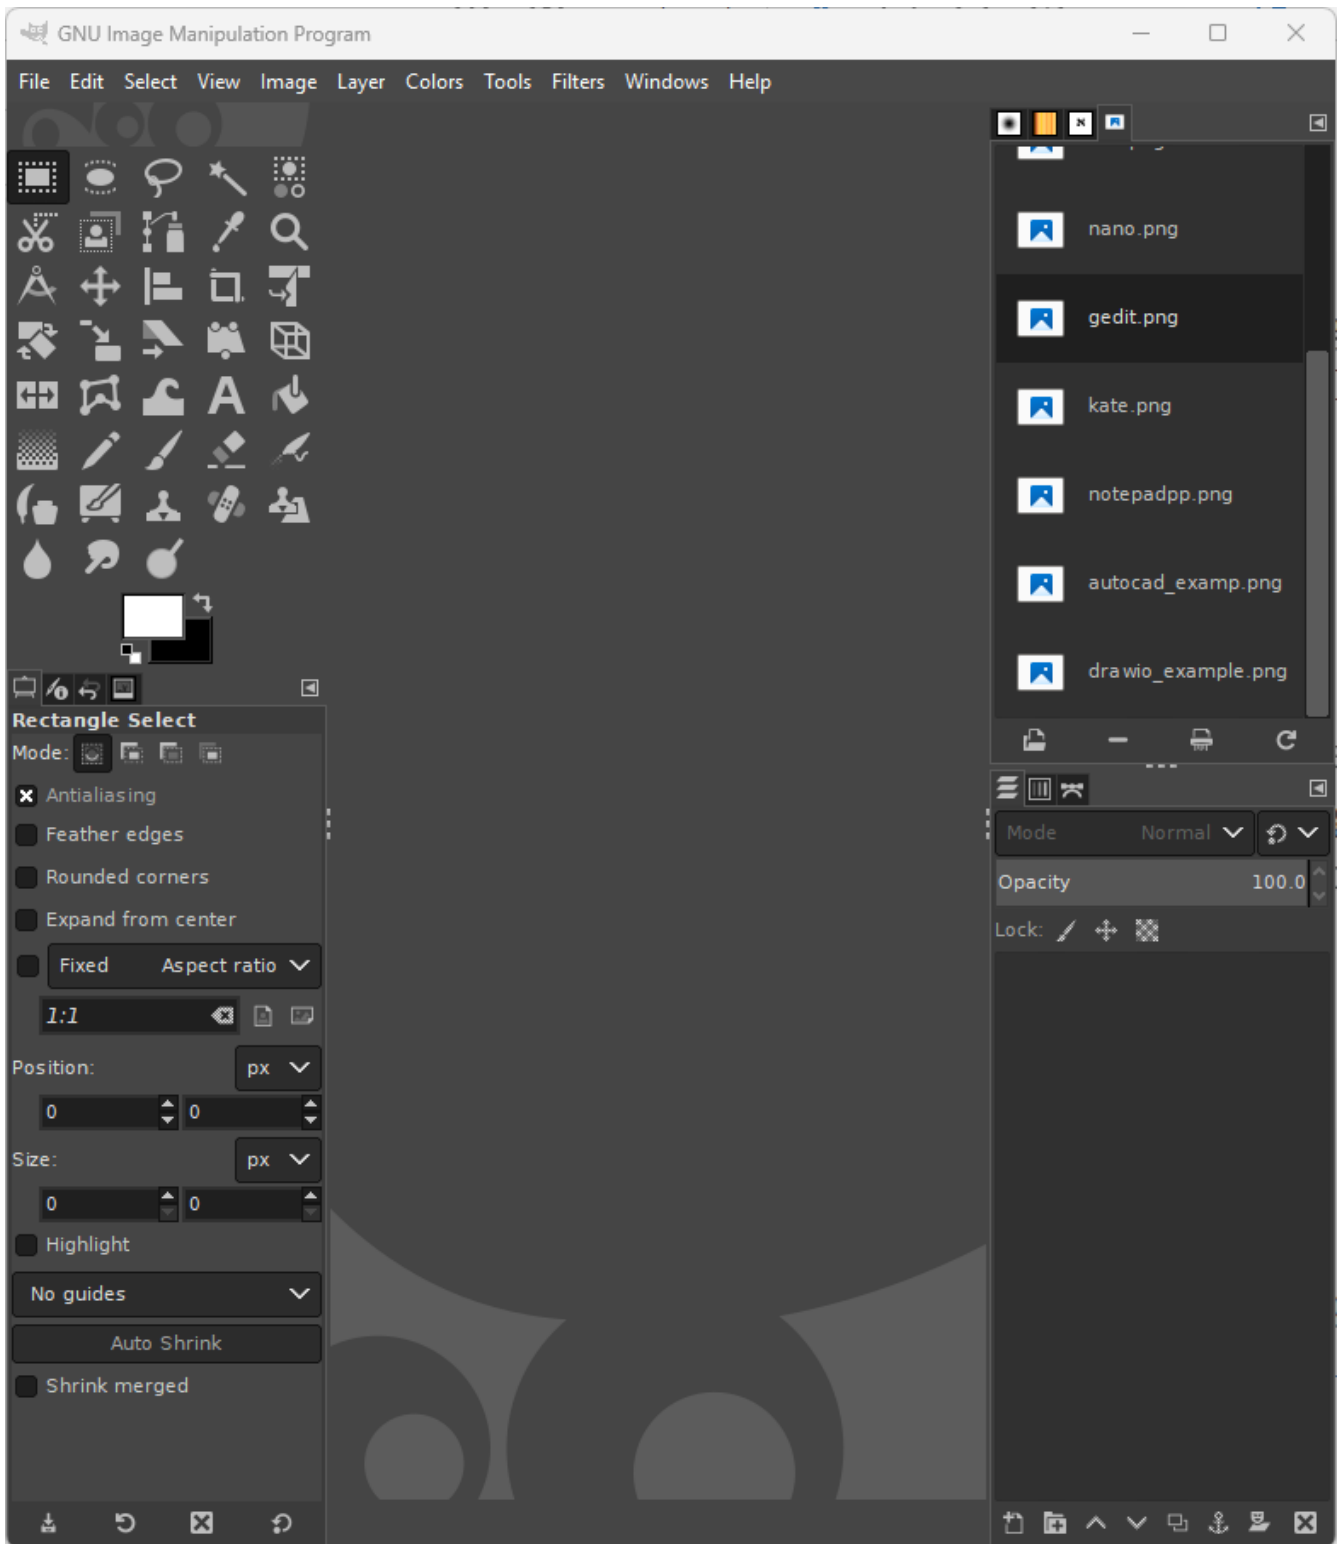 GNU Image Manipulation Program
File Edit Select View Image Layer Colors Tools Filters Windows Help
nano.png
gedit.png
kate.png
notepadpp.png
autocad_examp.png
drawio_example.png
Rectangle Select
Mode:
Antialiasing
Feather edges
Rounded corners
Expand from center
Fixed Aspect ratio
1:1
Position: px
0 0
Size: px
0 0
Highlight
No guides
Auto Shrink
Shrink merged
Mode Normal
Opacity 100.0
Lock: